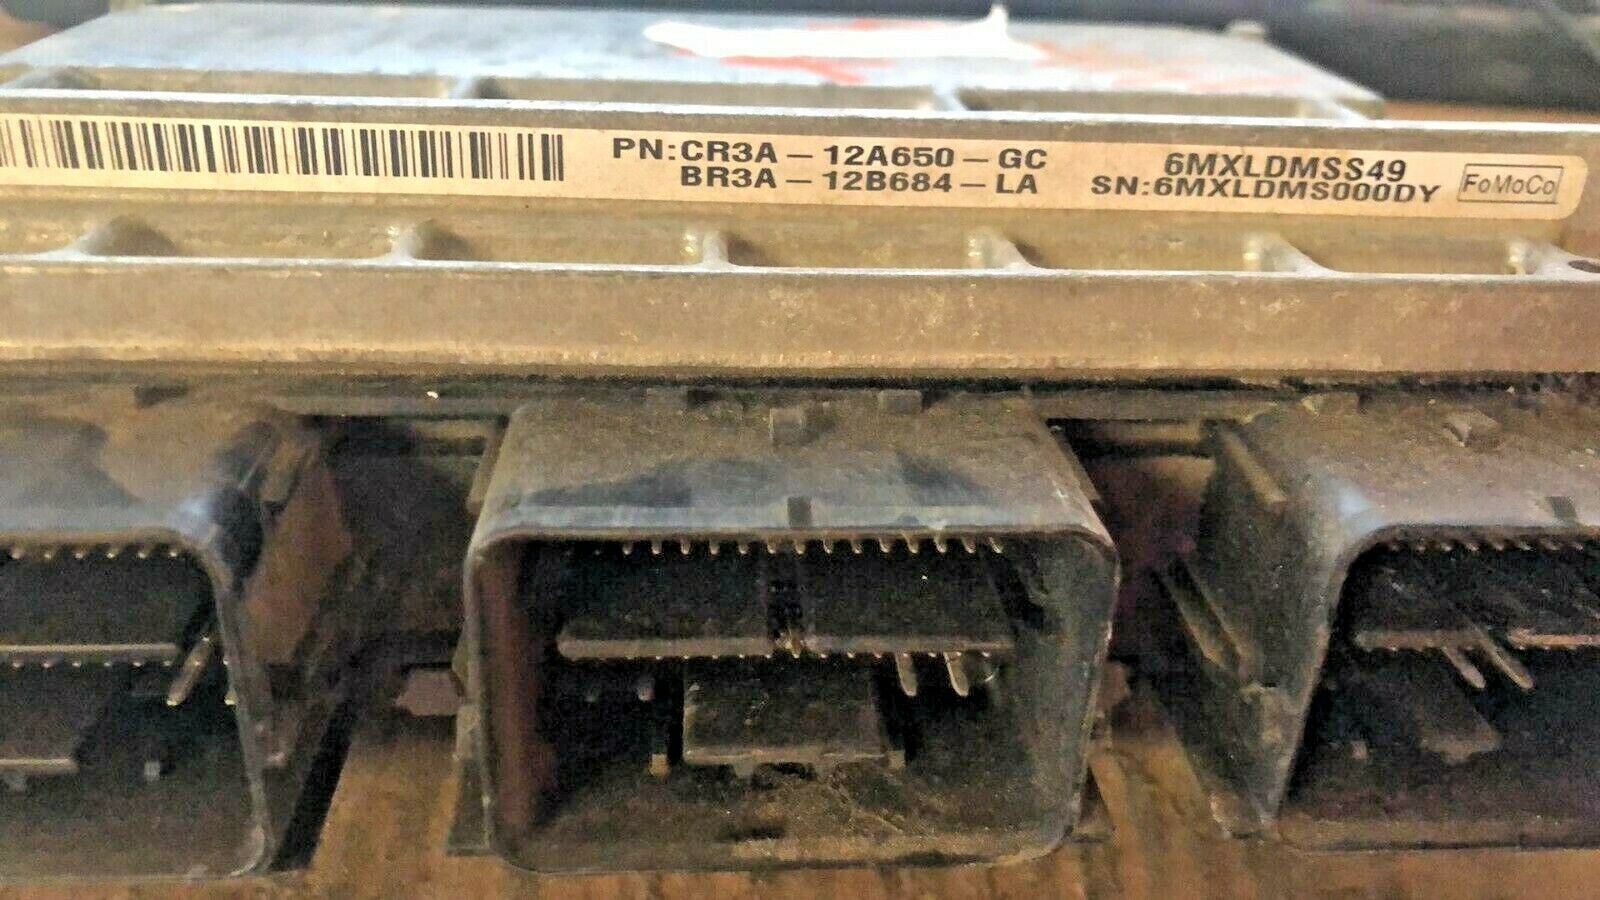 PN:CR3A-12A650-GC
BR3A-12B684-LA
6MXLDMSS49
SN:6MXLDMS000DY
FoMoCo